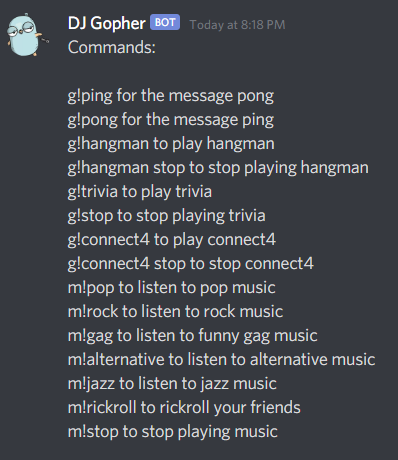 DJ Gopher BOT Today at 8:18 PM
Commands:
g!ping for the message pong
g!pong for the message ping
g!hangman to play hangman
g!hangman stop to stop playing hangman
g!trivia to play trivia
g!stop to stop playing trivia
g!connect4 to play connect4
g!connect4 stop to stop connect4
m!pop to listen to pop music
m!rock to listen to rock music
m!gag to listen to funny gag music
m!alternative to listen to alternative music
m!jazz to listen to jazz music
m!rickroll to rickroll your friends
m!stop to stop playing music